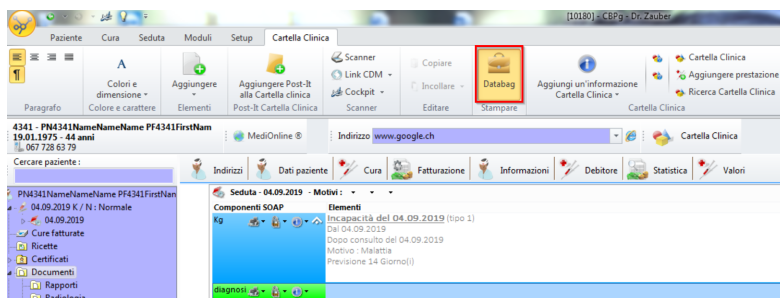 [10180] - CBPg - Dr. Zauber
Paziente Cura Seduta Moduli Setup Cartella Clinica
A
Colori e dimensione
Aggiungere
Aggiungere Post-It alla Cartella clinica
Scanner
Link CDM
Cockpit
Copiare
Incollare
Databag
Aggiungi un'informazione Cartella Clinica
Cartella Clinica
Aggiungere prestazione
Ricerca Cartella Clinica
Paragrafo Colore e carattere Elementi Post-It Cartella Clinica Scanner Editare Stampare Cartella Clinica
4341 - PN4341NameNameName PF4341FirstNam
19.01.1975 - 44 anni
067 728 63 79
MediOnline ® Indirizzo www.google.ch Cartella Clinica
Cercare paziente :
Indirizzi Dati paziente Cura Fatturazione Informazioni Debitore Statistica Valori
PN4341NameNameName PF4341FirstNan
04.09.2019 K / N : Normale
04.09.2019
Cure fatturate
Ricette
Certificati
Documenti
Rapporti
Radiologia
Seduta - 04.09.2019 - Motivi :
Componenti SOAP Elementi
Kg
Incapacità del 04.09.2019 (tipo 1)
Dal 04.09.2019
Dopo consulto del 04.09.2019
Motivo : Malattia
Previsione 14 Giorno(i)
diagnosi